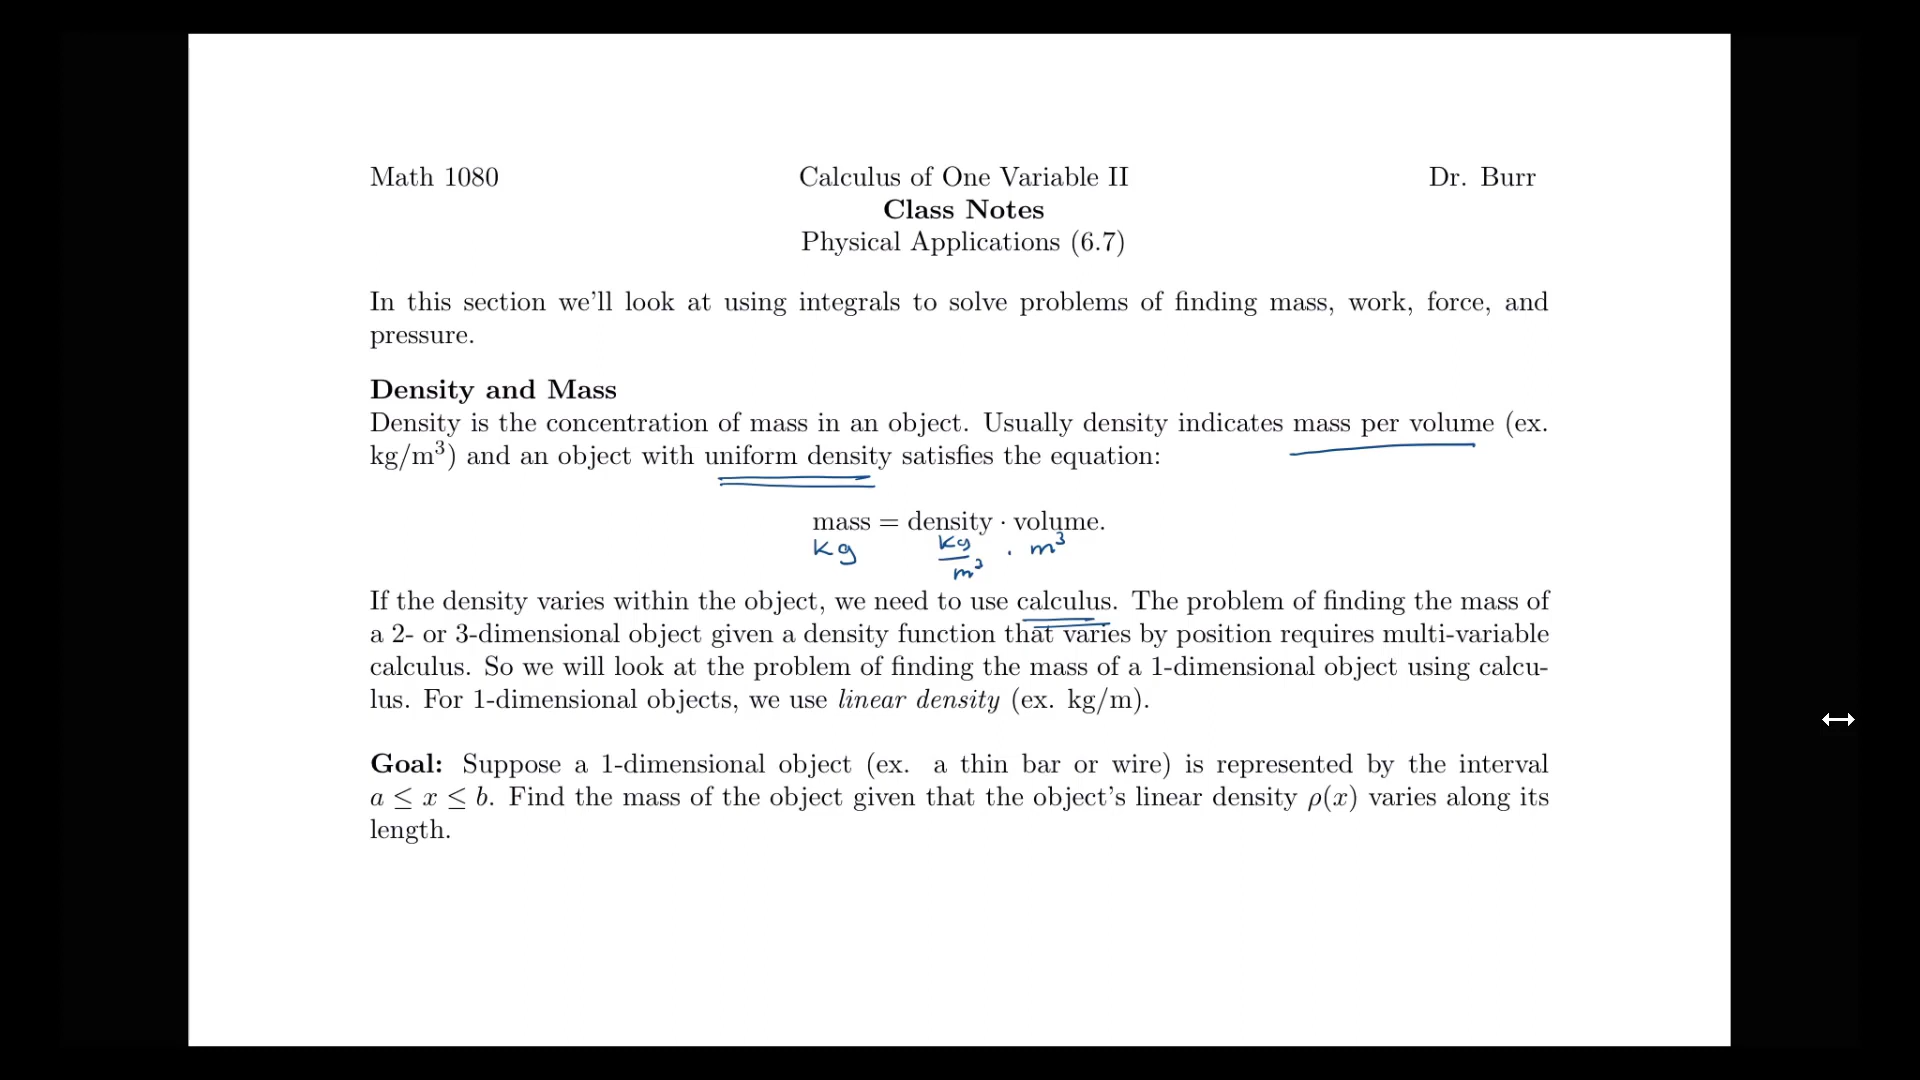 Math 1080 Calculus of One Variable II Dr. Burr
Class Notes
Physical Applications (6.7)
In this section we'll look at using integrals to solve problems of finding mass, work, force, and
pressure.
Density and Mass
Density is the concentration of mass in an object. Usually density indicates mass per volume (ex.
kg/m³) and an object with uniform density satisfies the equation:
mass = density · volume.
kg kg/m³ · m³
If the density varies within the object, we need to use calculus. The problem of finding the mass of
a 2- or 3-dimensional object given a density function that varies by position requires multi-variable
calculus. So we will look at the problem of finding the mass of a 1-dimensional object using calcu-
lus. For 1-dimensional objects, we use linear density (ex. kg/m).
Goal: Suppose a 1-dimensional object (ex. a thin bar or wire) is represented by the interval
a ≤ x ≤ b. Find the mass of the object given that the object's linear density ρ(x) varies along its
length.